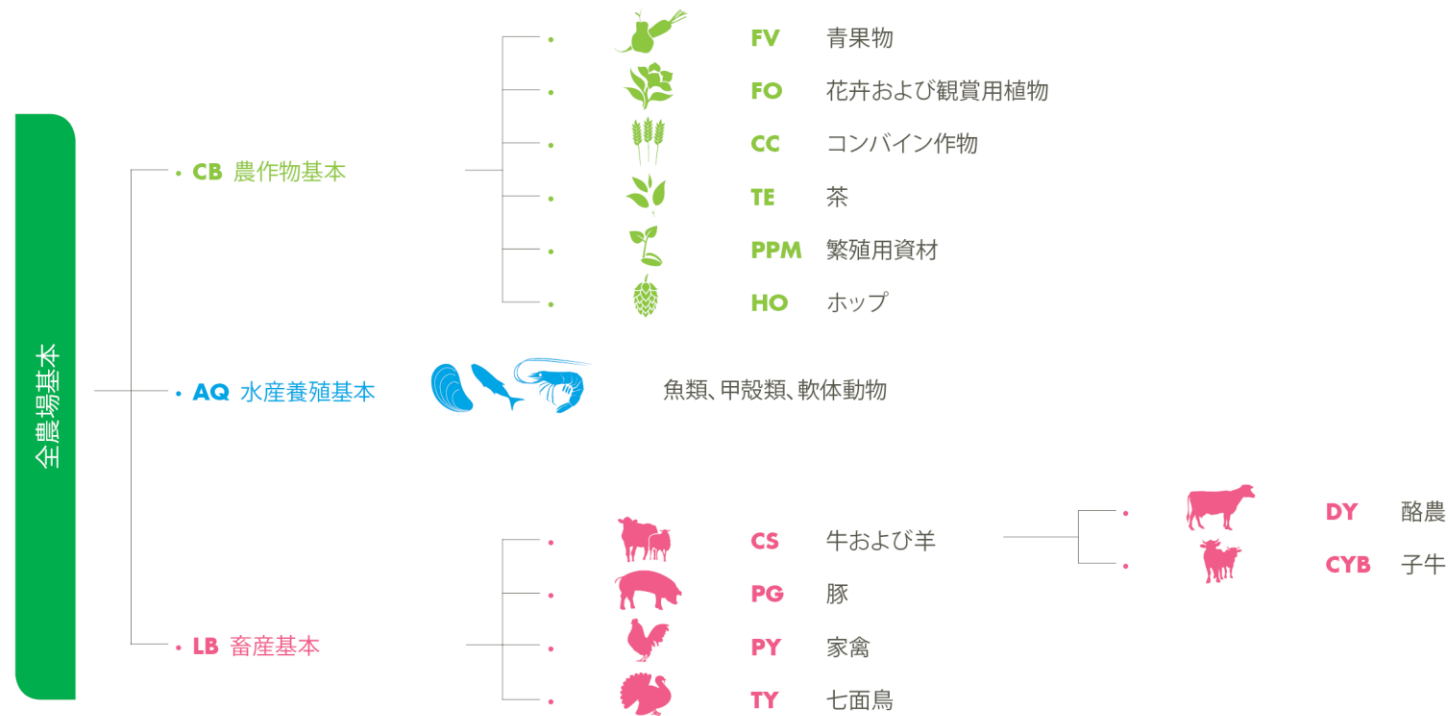 全農場基本
CB 農作物基本
FV 青果物
FO 花卉および観賞用植物
CC コンバイン作物
TE 茶
PPM 繁殖用資材
HO ホップ
AQ 水産養殖基本
魚類、甲殻類、軟体動物
LB 畜産基本
CS 牛および羊
DY 酪農
CYB 子牛
PG 豚
PY 家禽
TY 七面鳥